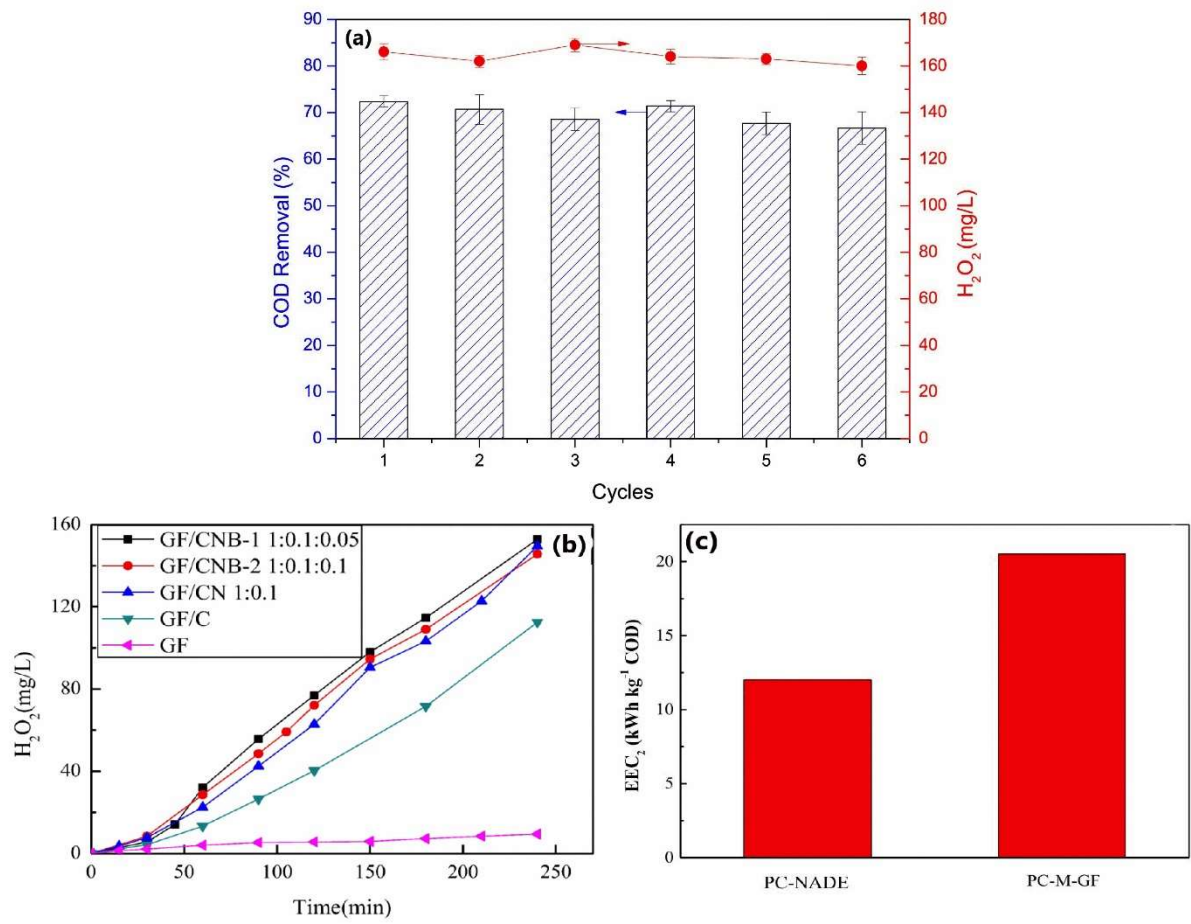 (a)
90
80
70
60
50
40
30
20
10
0
COD Removal (%)
180
160
140
120
100
80
60
40
20
0
H₂O₂ (mg/L)
1 2 3 4 5 6
Cycles
(b)
GF/CNB-1 1:0.1:0.05
GF/CNB-2 1:0.1:0.1
GF/CN 1:0.1
GF/C
GF
160
120
80
40
0
H₂O₂(mg/L)
0 50 100 150 200 250
Time(min)
(c)
20
15
10
5
0
EEC₂ (kWh kg⁻¹ COD)
PC-NADE PC-M-GF